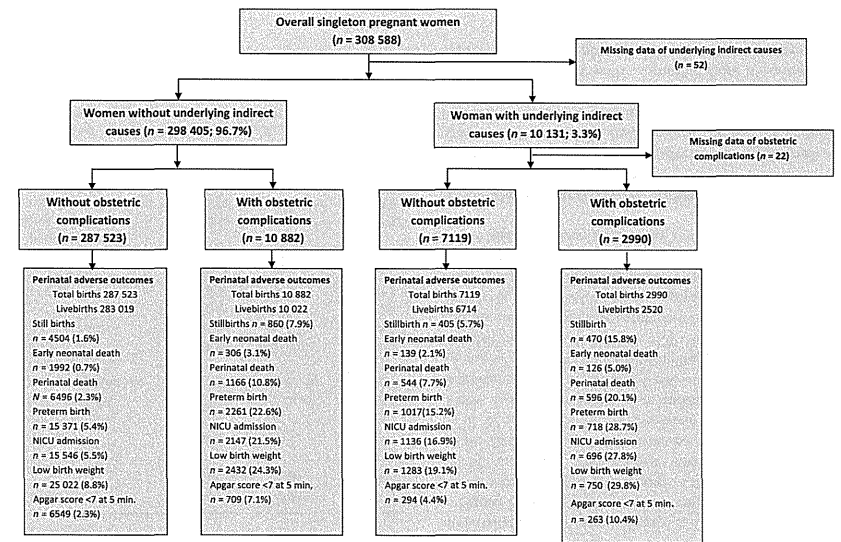 Overall singleton pregnant women
(n = 308 588)
Missing data of underlying indirect causes
(n = 52)
Women without underlying indirect
causes (n = 298 405; 96.7%)
Woman with underlying indirect
causes (n = 10 131; 3.3%)
Missing data of obstetric
complications (n = 22)
Without obstetric
complications
(n = 287 523)
With obstetric
complications
(n = 10 882)
Without obstetric
complications
(n = 7119)
With obstetric
complications
(n = 2990)
Perinatal adverse outcomes
Total births 287 523
Livebirths 283 019
Still births
n = 4504 (1.6%)
Early neonatal death
n = 1992 (0.7%)
Perinatal death
N = 6496 (2.3%)
Preterm birth
n = 15 371 (5.4%)
NICU admission
n = 15 546 (5.5%)
Low birth weight
n = 25 022 (8.8%)
Apgar score <7 at 5 min.
n = 6549 (2.3%)
Perinatal adverse outcomes
Total births 10 882
Livebirths 10 022
Stillbirths n = 860 (7.9%)
Early neonatal death
n = 306 (3.1%)
Perinatal death
n = 1166 (10.8%)
Preterm birth
n = 2261 (22.6%)
NICU admission
n = 2147 (21.5%)
Low birth weight
n = 2432 (24.3%)
Apgar score <7 at 5 min,
n = 709 (7.1%)
Perinatal adverse outcomes
Total births 7119
Livebirths 6714
Stillbirth n = 405 (5.7%)
Early neonatal death
n = 139 (2.1%)
Perinatal death
n = 544 (7.7%)
Preterm birth
n = 1017(15.2%)
NICU admission
n = 1136 (16.9%)
Low birth weight
n = 1283 (19.1%)
Apgar score <7 at 5 min.
n = 294 (4.4%)
Perinatal adverse outcomes
Total births 2990
Livebirths 2520
Stillbirth
n = 470 (15.8%)
Early neonatal death
n = 126 (5.0%)
Perinatal death
n = 596 (20.1%)
Preterm birth
n = 718 (28.7%)
NICU admission
n = 696 (27.8%)
Low birth weight
n = 750 (29.8%)
Apgar score <7 at 5 min.
n = 263 (10.4%)